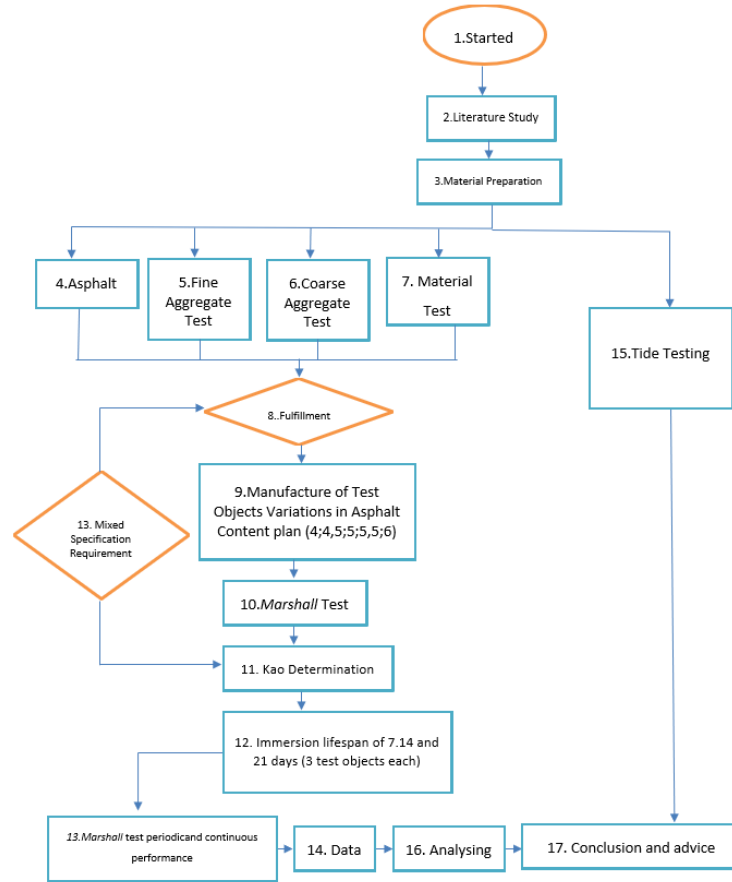 1.Started
2.Literature Study
3.Material Preparation
4.Asphalt
5.Fine
Aggregate
Test
6.Coarse
Aggregate
Test
7. Material
Test
15.Tide Testing
8..Fulfillment
9.Manufacture of Test
Objects Variations in Asphalt
Content plan (4;4,5;5;5,5;6)
13. Mixed
Specification
Requirement
10.Marshall Test
11. Kao Determination
12. Immersion lifespan of 7.14 and
21 days (3 test objects each)
13.Marshall test periodicand continuous
performance
14. Data
16. Analysing
17. Conclusion and advice